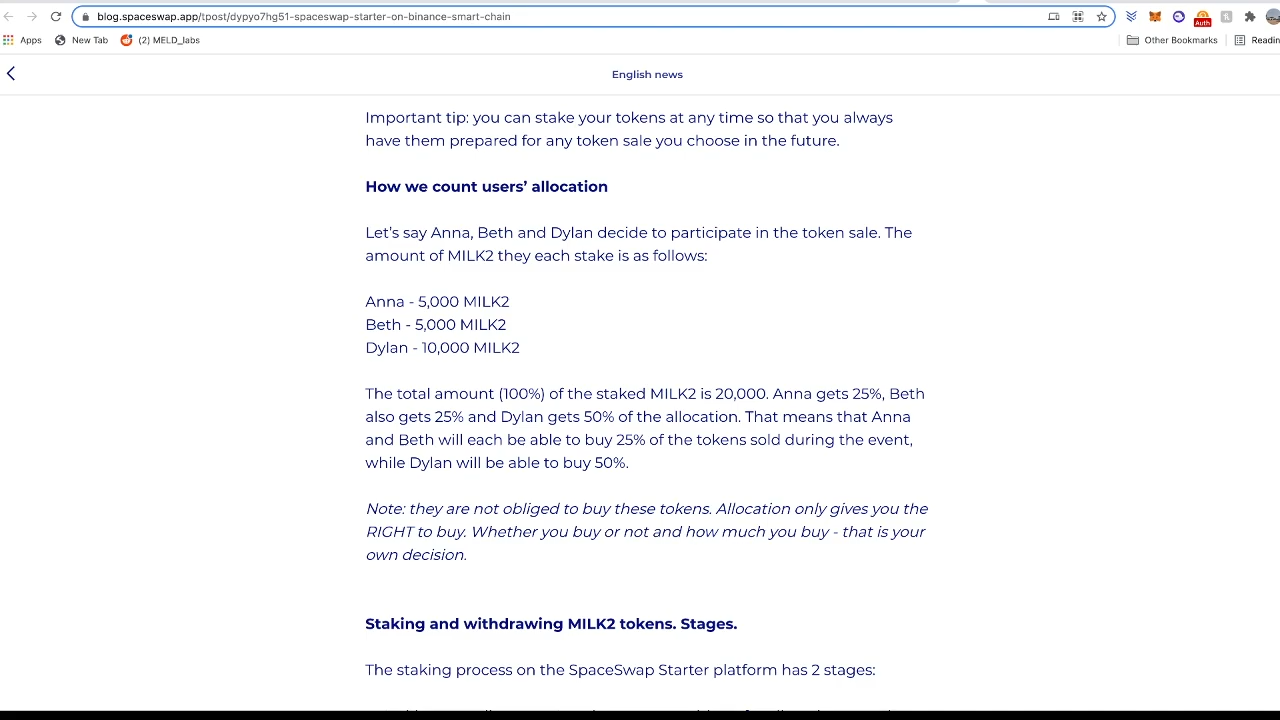 blog.spaceswap.app/tpost/dypyo7hg51-spaceswap-starter-on-binance-smart-chain
Auth
Apps
New Tab
(2) MELD_labs
Other Bookmarks
Readin
English news
Important tip: you can stake your tokens at any time so that you always
have them prepared for any token sale you choose in the future.
How we count users’ allocation
Let’s say Anna, Beth and Dylan decide to participate in the token sale. The
amount of MILK2 they each stake is as follows:
Anna - 5,000 MILK2
Beth - 5,000 MILK2
Dylan - 10,000 MILK2
The total amount (100%) of the staked MILK2 is 20,000. Anna gets 25%, Beth
also gets 25% and Dylan gets 50% of the allocation. That means that Anna
and Beth will each be able to buy 25% of the tokens sold during the event,
while Dylan will be able to buy 50%.
Note: they are not obliged to buy these tokens. Allocation only gives you the
RIGHT to buy. Whether you buy or not and how much you buy - that is your
own decision.
Staking and withdrawing MILK2 tokens. Stages.
The staking process on the SpaceSwap Starter platform has 2 stages: